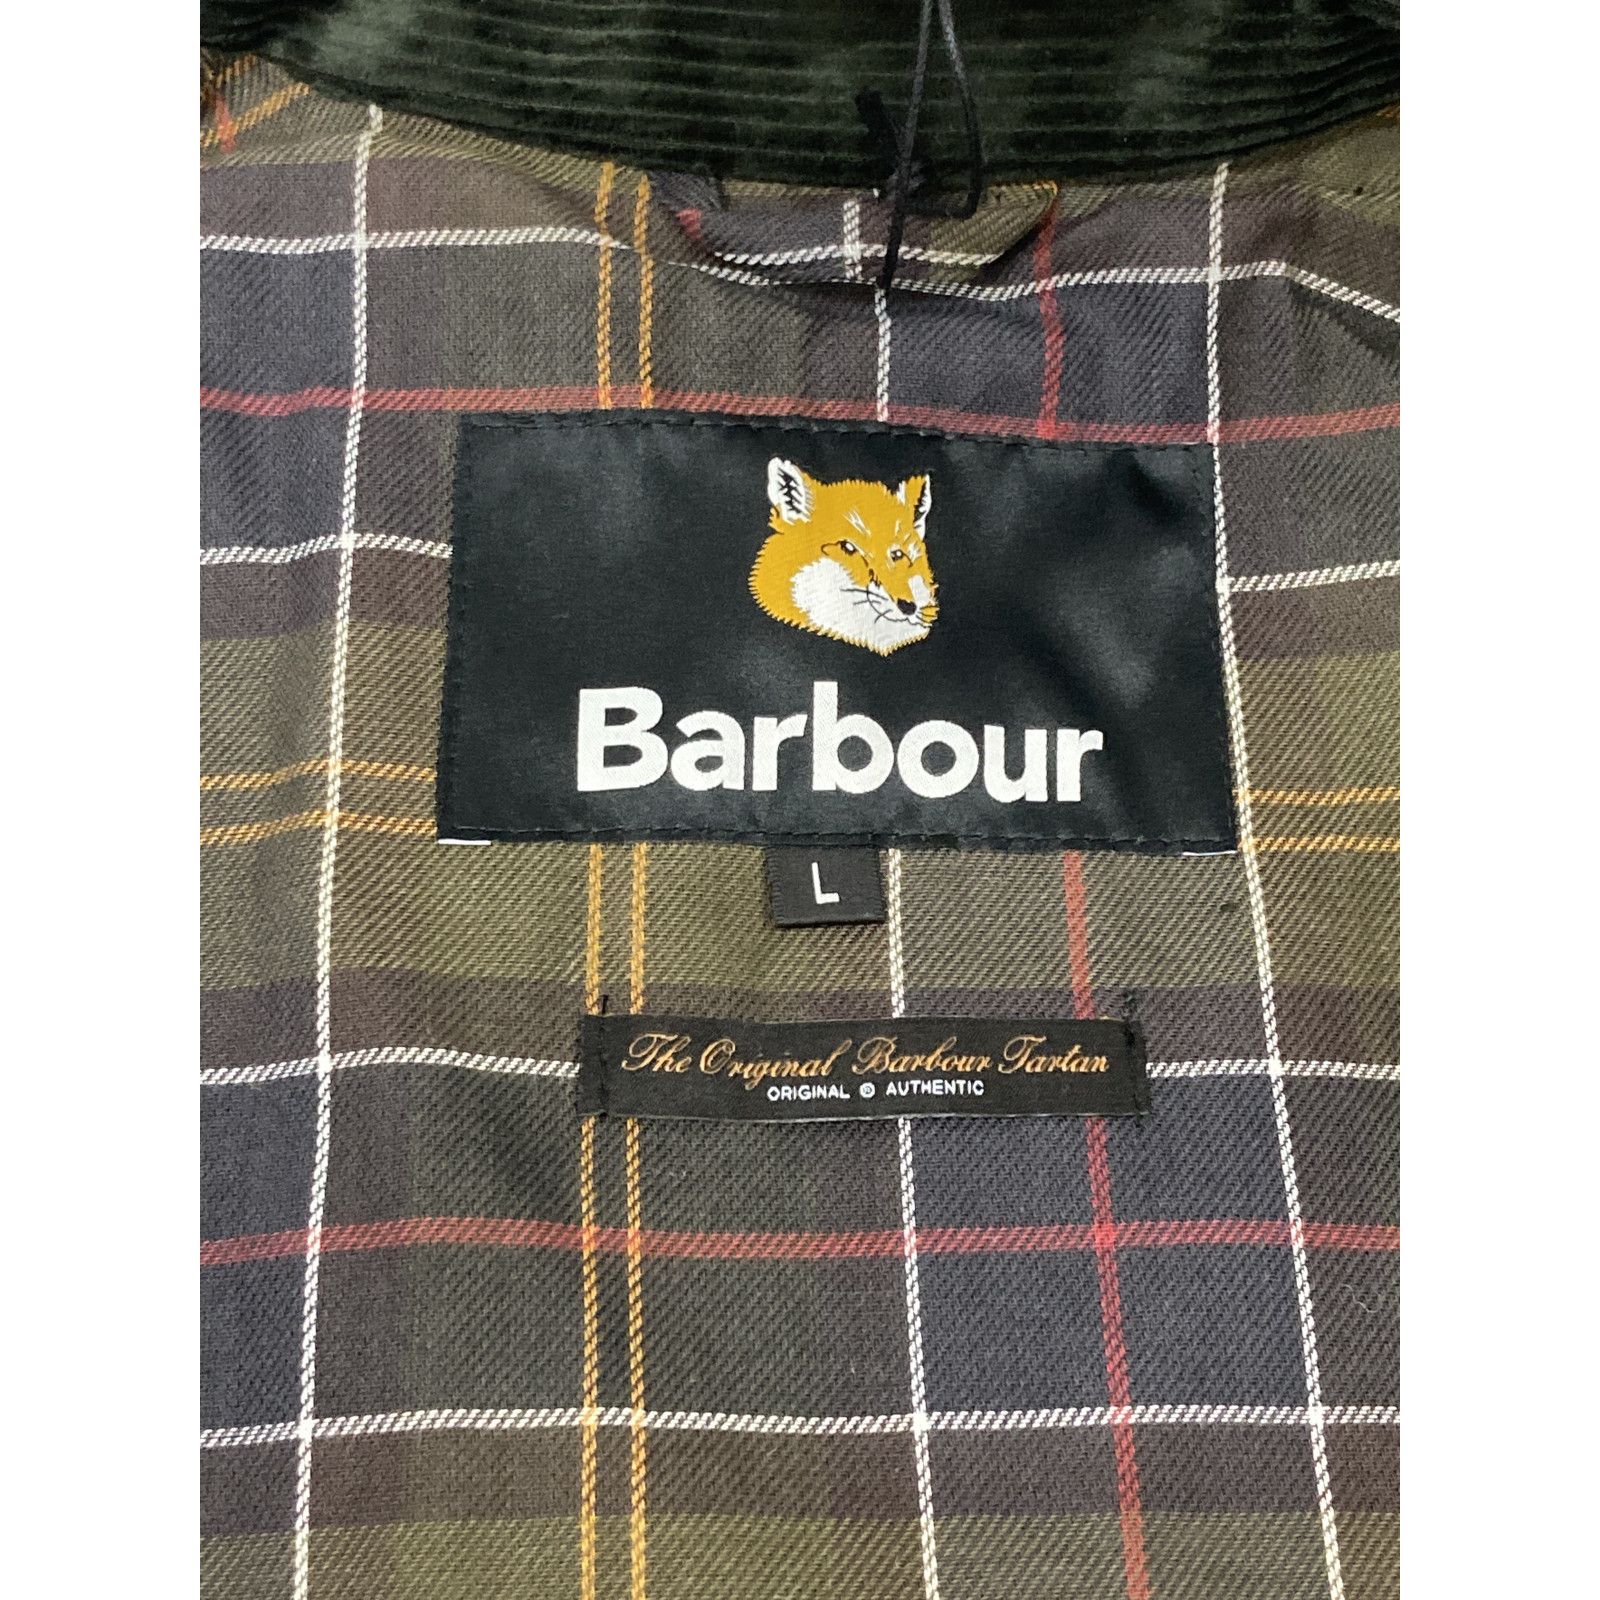 Barbour
L
The Original Barbour Tartan
ORIGINAL © AUTHENTIC